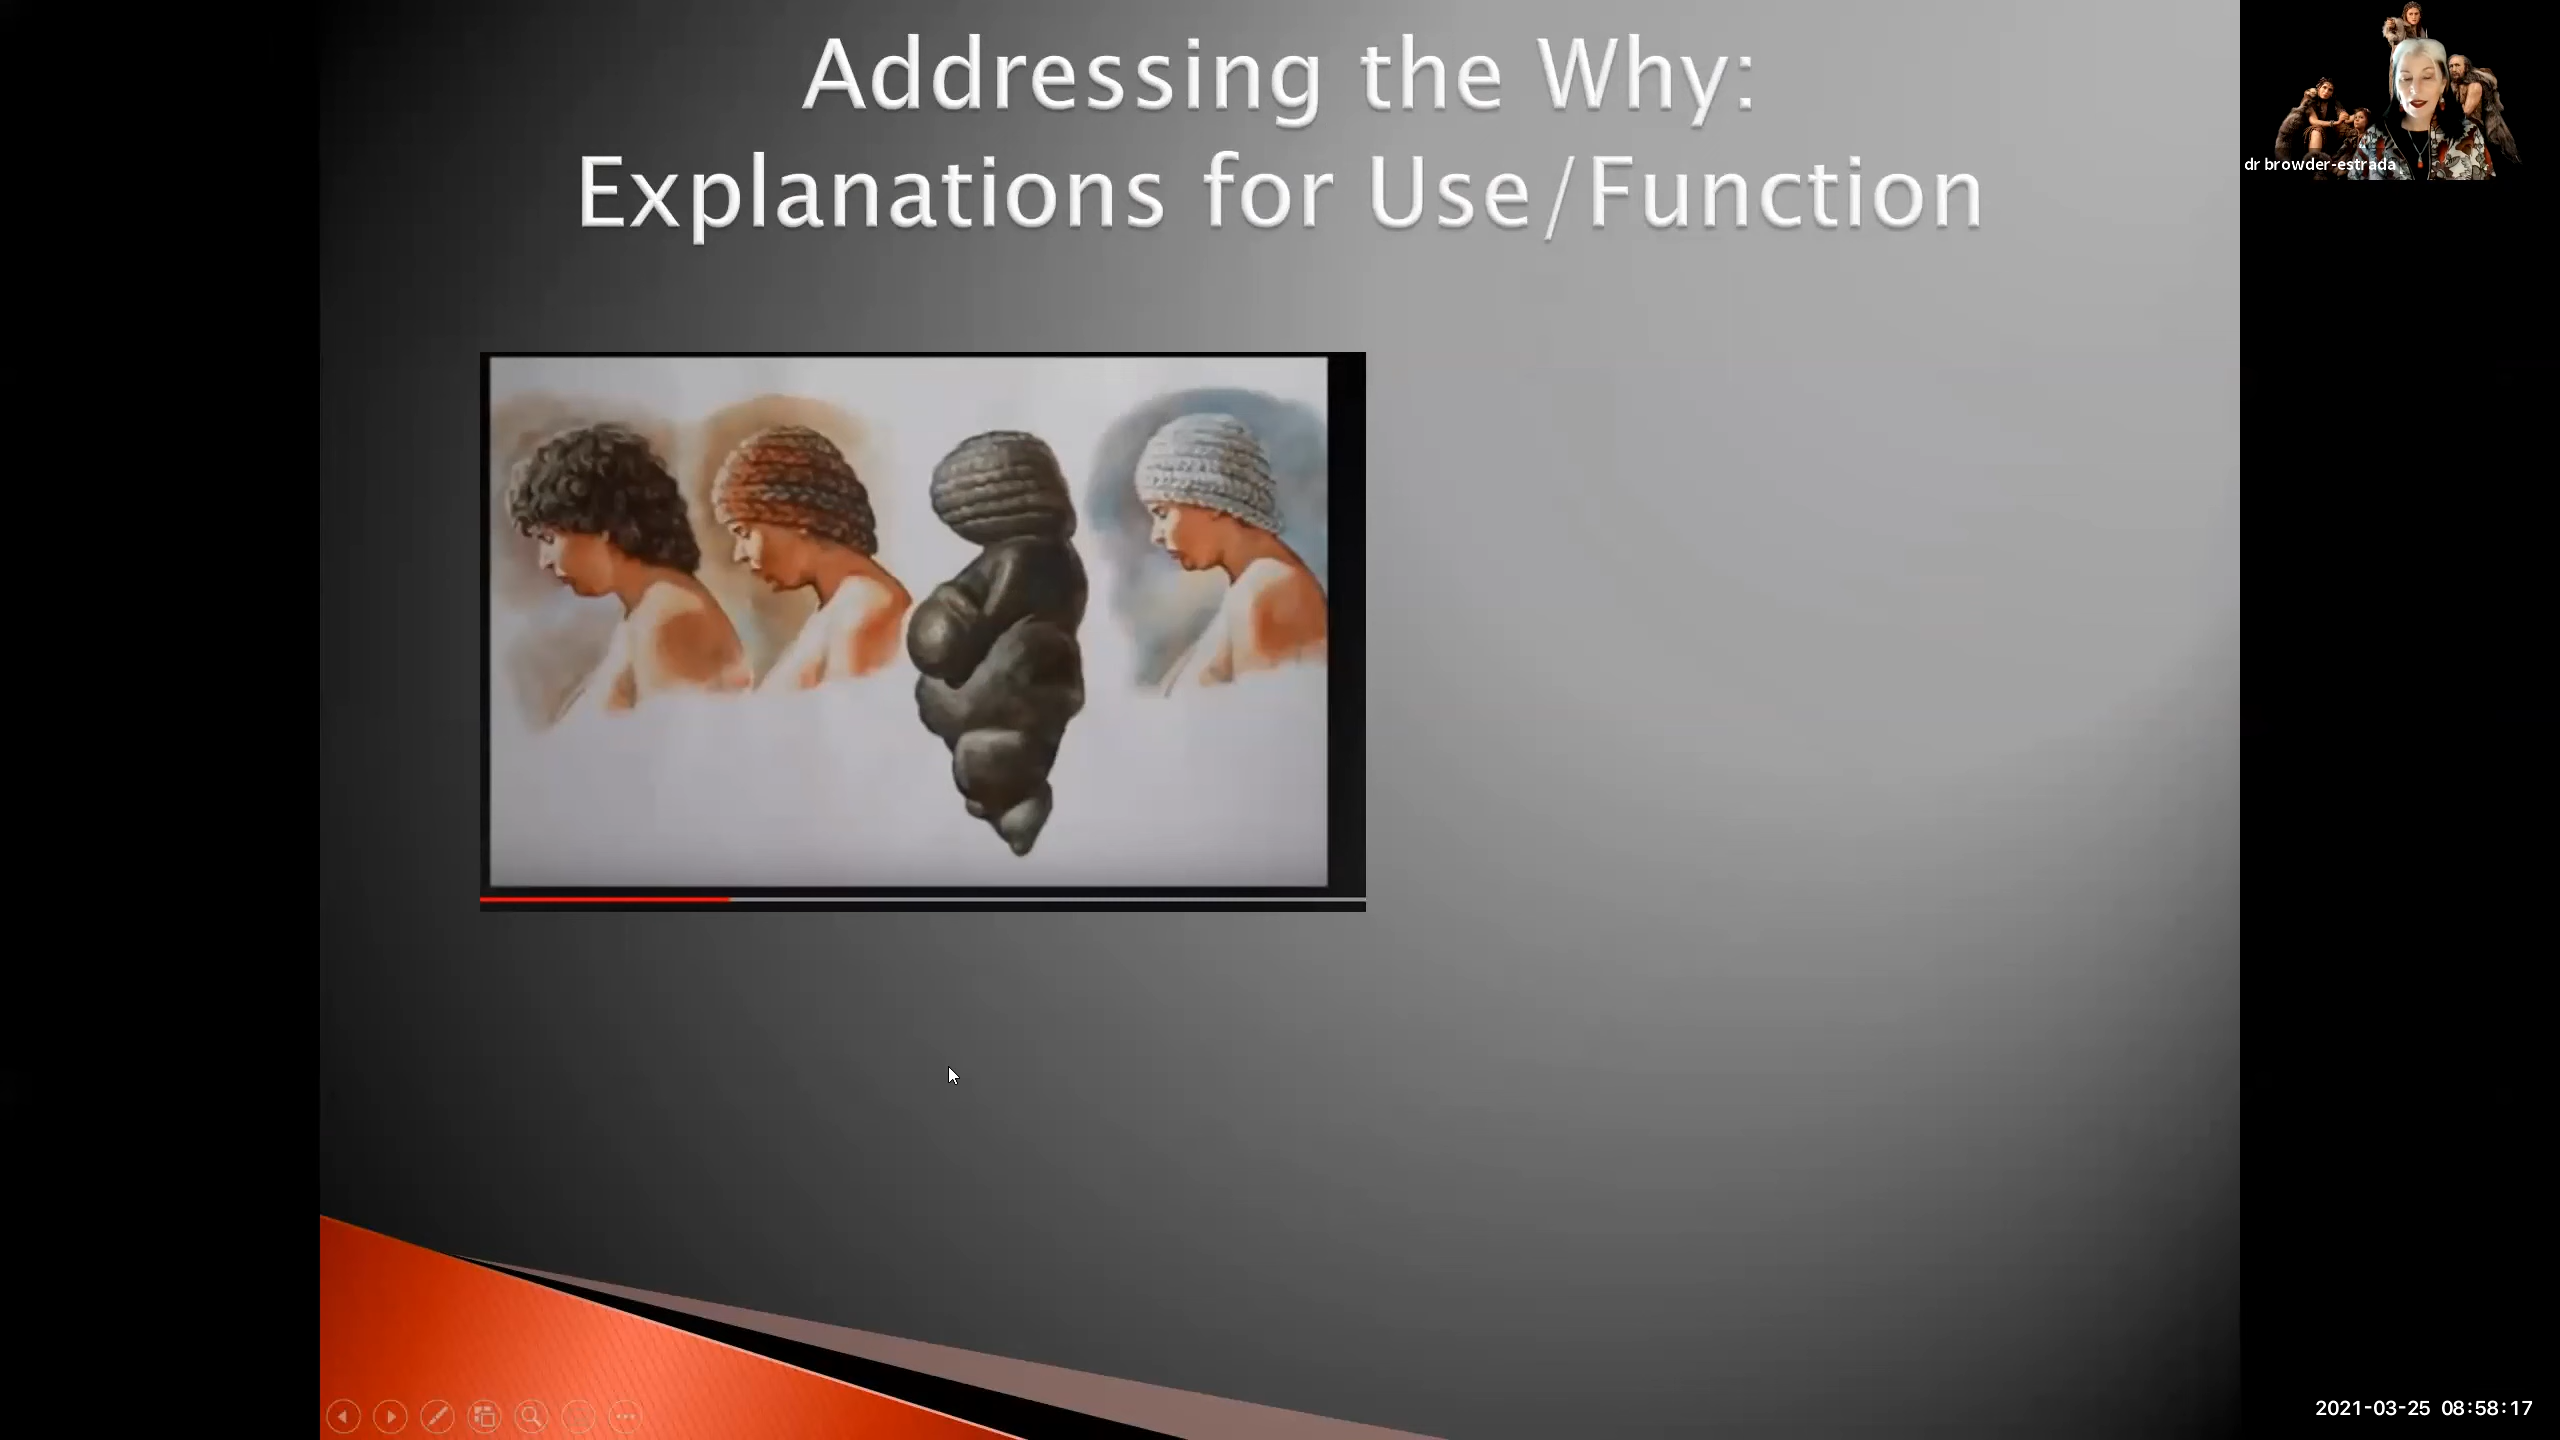 Addressing the Why:
Explanations for Use/Function
dr browder-estrada
2021-03-25 08:58:17